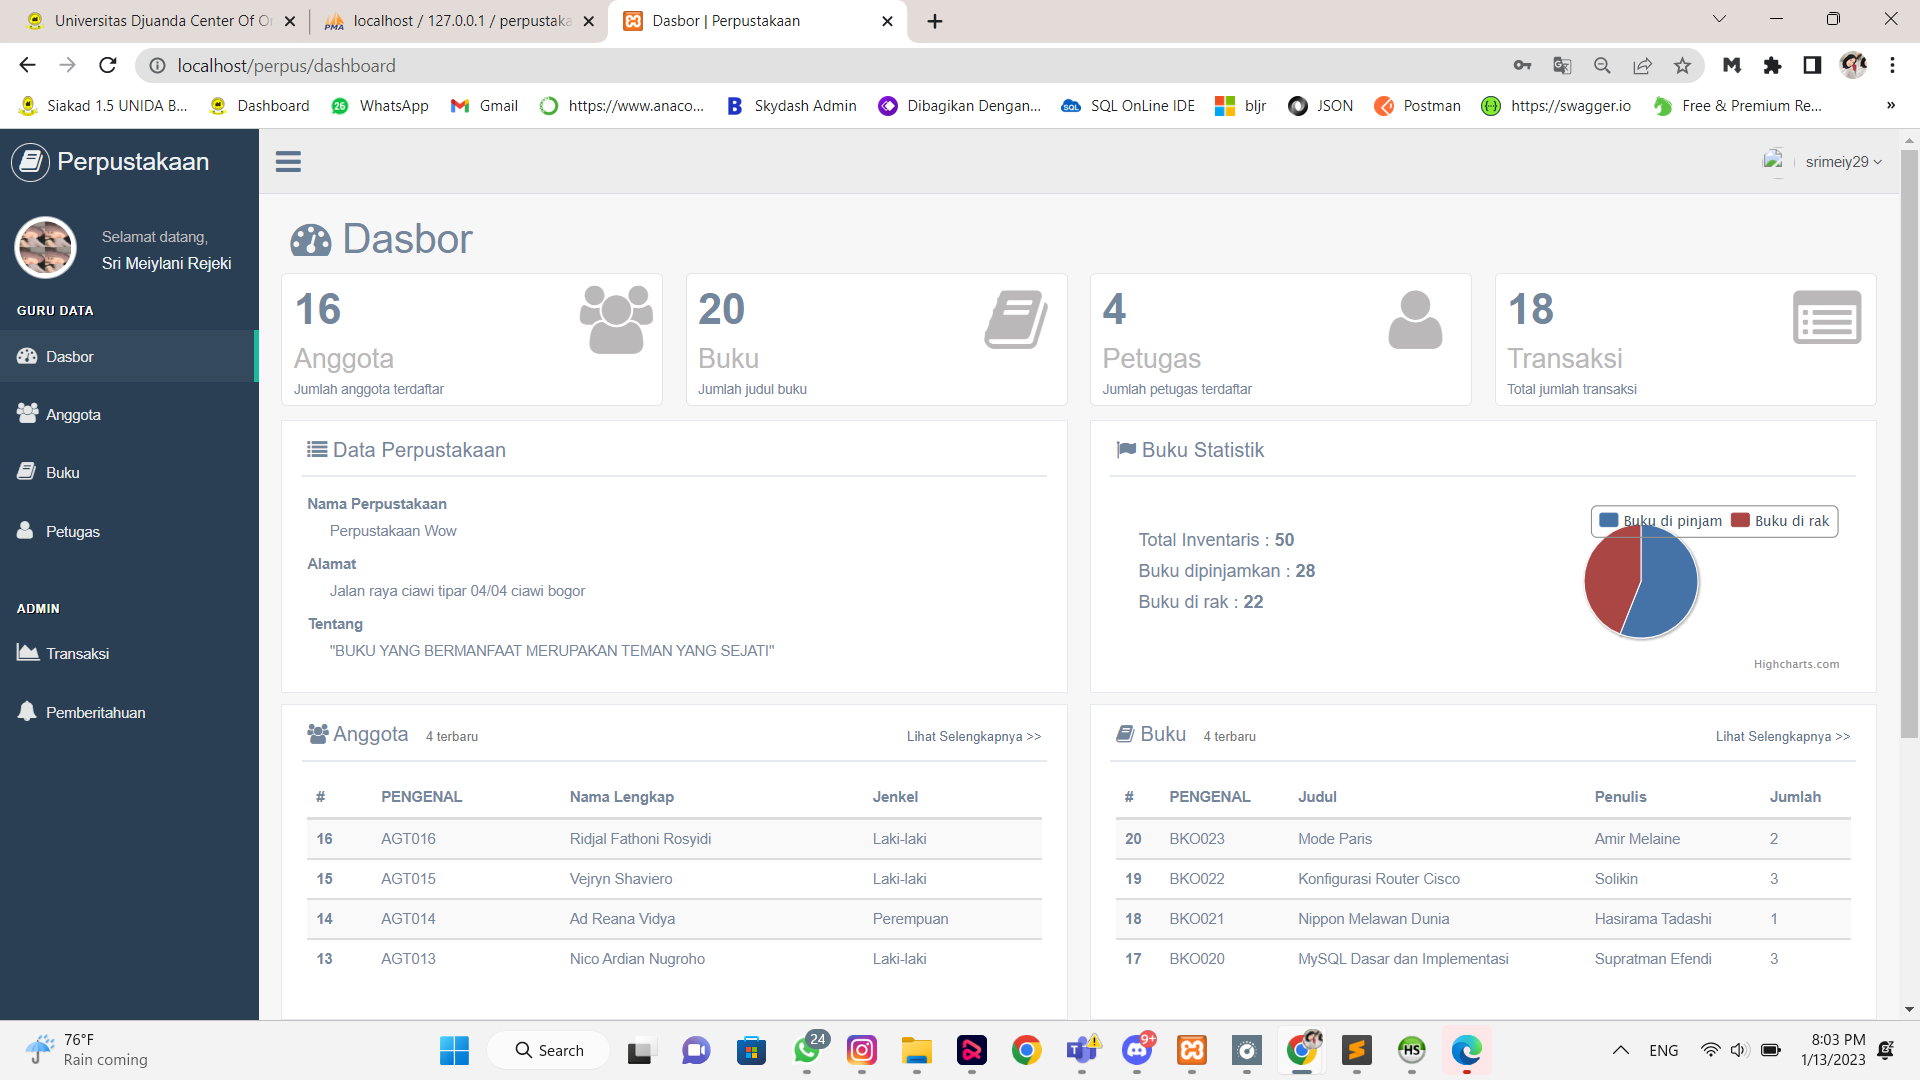 Universitas Djuanda Center Of Or
localhost / 127.0.0.1 / perpustaka
Dasbor | Perpustakaan
localhost/perpus/dashboard
Siakad 1.5 UNIDA B...
Dashboard
WhatsApp
Gmail
https://www.anaco...
Skydash Admin
Dibagikan Dengan...
SQL OnLine IDE
bljr
JSON
Postman
https://swagger.io
Free & Premium Re...
»
Perpustakaan
srimeiy29
Selamat datang,
Sri Meiylani Rejeki
GURU DATA
Dasbor
Anggota
Buku
Petugas
ADMIN
Transaksi
Pemberitahuan
Dasbor
16
Anggota
Jumlah anggota terdaftar
20
Buku
Jumlah judul buku
4
Petugas
Jumlah petugas terdaftar
18
Transaksi
Total jumlah transaksi
Data Perpustakaan
Nama Perpustakaan
Perpustakaan Wow
Alamat
Jalan raya ciawi tipar 04/04 ciawi bogor
Tentang
"BUKU YANG BERMANFAAT MERUPAKAN TEMAN YANG SEJATI"
Buku Statistik
Total Inventaris : 50
Buku dipinjamkan : 28
Buku di rak : 22
Buku di pinjam Buku di rak
Highcharts.com
Anggota 4 terbaru Lihat Selengkapnya >>
# PENGENAL Nama Lengkap Jenkel
16 AGT016 Ridjal Fathoni Rosyidi Laki-laki
15 AGT015 Vejryn Shaviero Laki-laki
14 AGT014 Ad Reana Vidya Perempuan
13 AGT013 Nico Ardian Nugroho Laki-laki
Buku 4 terbaru Lihat Selengkapnya >>
# PENGENAL Judul Penulis Jumlah
20 BKO023 Mode Paris Amir Melaine 2
19 BKO022 Konfigurasi Router Cisco Solikin 3
18 BKO021 Nippon Melawan Dunia Hasirama Tadashi 1
17 BKO020 MySQL Dasar dan Implementasi Supratman Efendi 3
76°F
Rain coming
Search
24
9+
HS
ENG
8:03 PM
1/13/2023